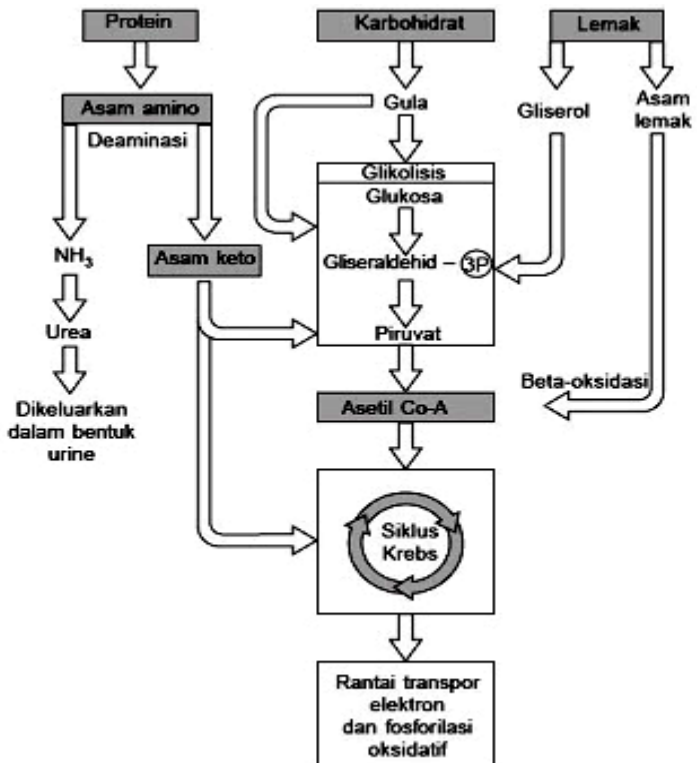 Protein
Karbohidrat
Lemak
Asam amino
Deaminasi
Gula
Gliserol
Asam
lemak
Glikolisis
Glukosa
NH₃
Asam keto
Gliseraldehid – 3P
Urea
Piruvat
Beta-oksidasi
Dikeluarkan
dalam bentuk
urine
Asetil Co-A
Siklus
Krebs
Rantai transpor
elektron
dan fosforilasi
oksidatif